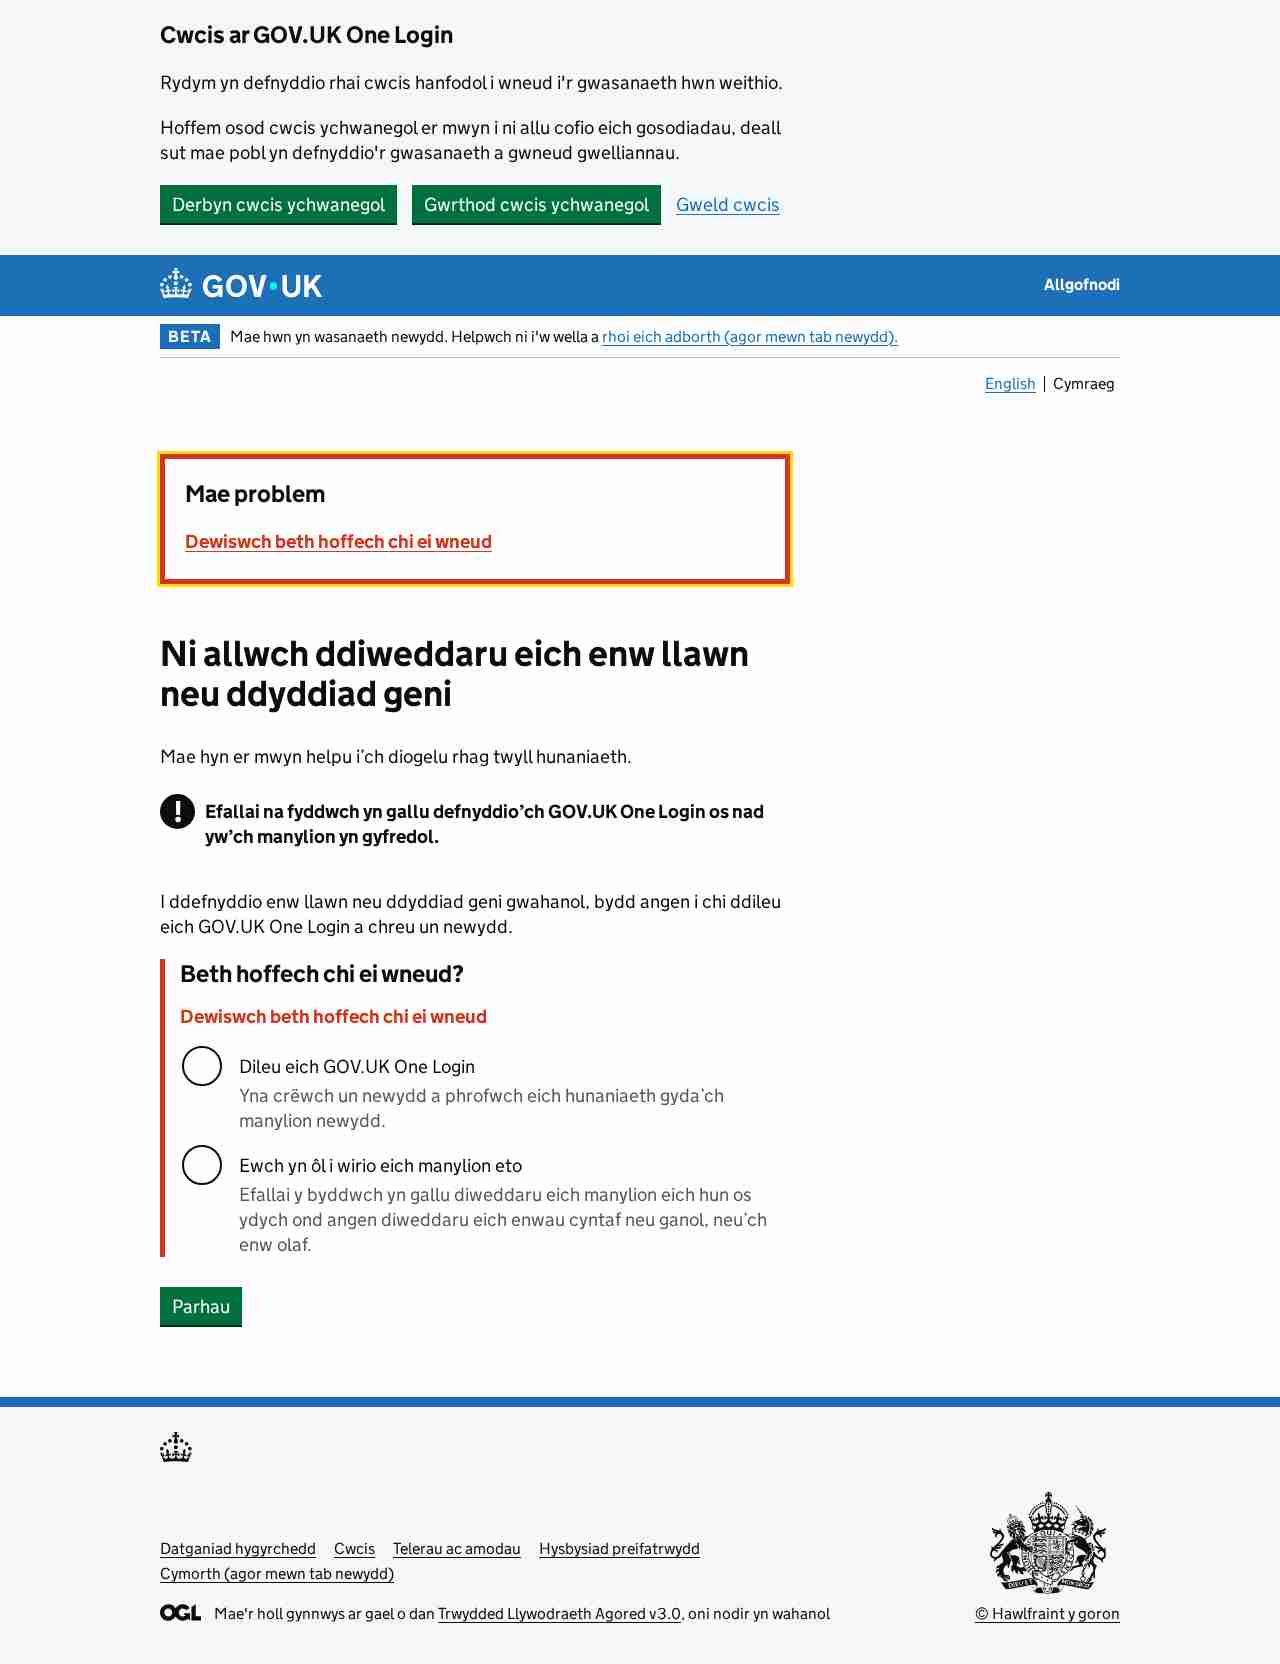 Cwcis ar GOV.UK One Login
Rydym yn defnyddio rhai cwcis hanfodol i wneud i'r gwasanaeth hwn weithio.
Hoffem osod cwcis ychwanegol er mwyn i ni allu cofio eich gosodiadau, deall
sut mae pobl yn defnyddio'r gwasanaeth a gwneud gwelliannau.
Derbyn cwcis ychwanegol Gwrthod cwcis ychwanegol Gweld cwcis
GOV·UK Allgofnodi
BETA Mae hwn yn wasanaeth newydd. Helpwch ni i'w wella a rhoi eich adborth (agor mewn tab newydd).
English | Cymraeg
Mae problem
Dewiswch beth hoffech chi ei wneud
Ni allwch ddiweddaru eich enw llawn
neu ddyddiad geni
Mae hyn er mwyn helpu i’ch diogelu rhag twyll hunaniaeth.
! Efallai na fyddwch yn gallu defnyddio’ch GOV.UK One Login os nad
yw’ch manylion yn gyfredol.
I ddefnyddio enw llawn neu ddyddiad geni gwahanol, bydd angen i chi ddileu
eich GOV.UK One Login a chreu un newydd.
Beth hoffech chi ei wneud?
Dewiswch beth hoffech chi ei wneud
Dileu eich GOV.UK One Login
Yna crëwch un newydd a phrofwch eich hunaniaeth gyda’ch
manylion newydd.
Ewch yn ôl i wirio eich manylion eto
Efallai y byddwch yn gallu diweddaru eich manylion eich hun os
ydych ond angen diweddaru eich enwau cyntaf neu ganol, neu’ch
enw olaf.
Parhau
Datganiad hygyrchedd Cwcis Telerau ac amodau Hysbysiad preifatrwydd
Cymorth (agor mewn tab newydd)
OGL Mae'r holl gynnwys ar gael o dan Trwydded Llywodraeth Agored v3.0, oni nodir yn wahanol
© Hawlfraint y goron